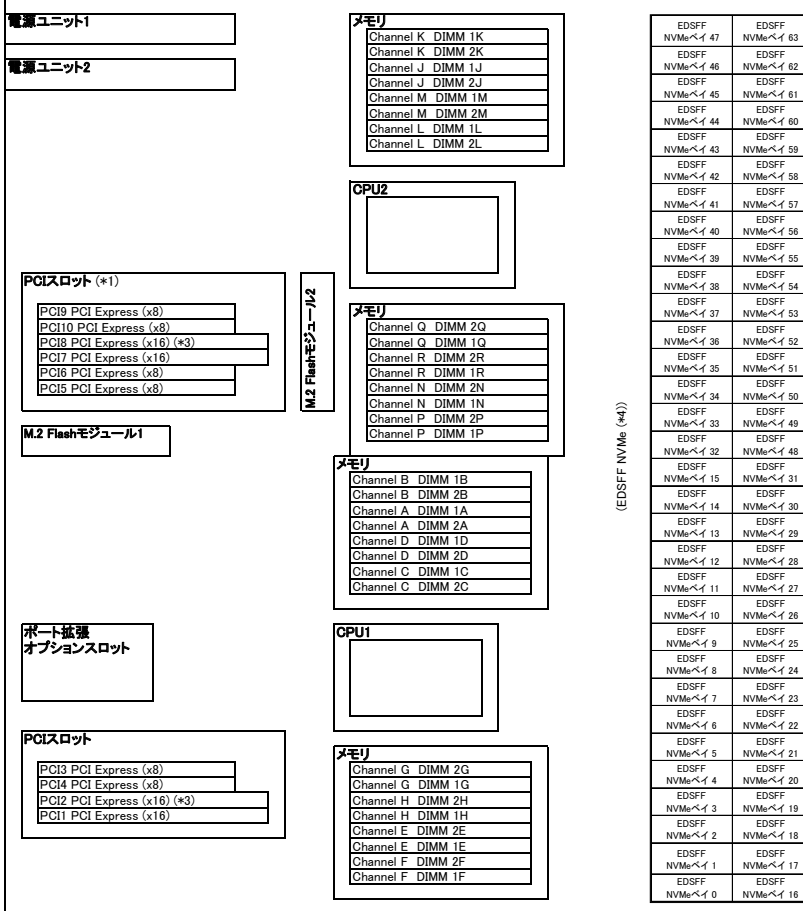 電源ユニット1
電源ユニット2
メモリ
Channel K DIMM 1K
Channel K DIMM 2K
Channel J DIMM 1J
Channel J DIMM 2J
Channel M DIMM 1M
Channel M DIMM 2M
Channel L DIMM 1L
Channel L DIMM 2L
CPU2
PCIスロット (*1)
PCI9 PCI Express (x8)
PCI10 PCI Express (x8)
PCI8 PCI Express (x16) (*3)
PCI7 PCI Express (x16)
PCI6 PCI Express (x8)
PCI5 PCI Express (x8)
M.2 Flashモジュール2
M.2 Flashモジュール1
メモリ
Channel Q DIMM 2Q
Channel Q DIMM 1Q
Channel R DIMM 2R
Channel R DIMM 1R
Channel N DIMM 2N
Channel N DIMM 1N
Channel P DIMM 2P
Channel P DIMM 1P
メモリ
Channel B DIMM 1B
Channel B DIMM 2B
Channel A DIMM 1A
Channel A DIMM 2A
Channel D DIMM 1D
Channel D DIMM 2D
Channel C DIMM 1C
Channel C DIMM 2C
ポート拡張
オプションスロット
CPU1
PCIスロット
PCI3 PCI Express (x8)
PCI4 PCI Express (x8)
PCI2 PCI Express (x16) (*3)
PCI1 PCI Express (x16)
メモリ
Channel G DIMM 2G
Channel G DIMM 1G
Channel H DIMM 2H
Channel H DIMM 1H
Channel E DIMM 2E
Channel E DIMM 1E
Channel F DIMM 2F
Channel F DIMM 1F
(EDSFF NVMe (*4))
EDSFF EDSFF
NVMeベイ 47 NVMeベイ 63
EDSFF EDSFF
NVMeベイ 46 NVMeベイ 62
EDSFF EDSFF
NVMeベイ 45 NVMeベイ 61
EDSFF EDSFF
NVMeベイ 44 NVMeベイ 60
EDSFF EDSFF
NVMeベイ 43 NVMeベイ 59
EDSFF EDSFF
NVMeベイ 42 NVMeベイ 58
EDSFF EDSFF
NVMeベイ 41 NVMeベイ 57
EDSFF EDSFF
NVMeベイ 40 NVMeベイ 56
EDSFF EDSFF
NVMeベイ 39 NVMeベイ 55
EDSFF EDSFF
NVMeベイ 38 NVMeベイ 54
EDSFF EDSFF
NVMeベイ 37 NVMeベイ 53
EDSFF EDSFF
NVMeベイ 36 NVMeベイ 52
EDSFF EDSFF
NVMeベイ 35 NVMeベイ 51
EDSFF EDSFF
NVMeベイ 34 NVMeベイ 50
EDSFF EDSFF
NVMeベイ 33 NVMeベイ 49
EDSFF EDSFF
NVMeベイ 32 NVMeベイ 48
EDSFF EDSFF
NVMeベイ 15 NVMeベイ 31
EDSFF EDSFF
NVMeベイ 14 NVMeベイ 30
EDSFF EDSFF
NVMeベイ 13 NVMeベイ 29
EDSFF EDSFF
NVMeベイ 12 NVMeベイ 28
EDSFF EDSFF
NVMeベイ 11 NVMeベイ 27
EDSFF EDSFF
NVMeベイ 10 NVMeベイ 26
EDSFF EDSFF
NVMeベイ 9 NVMeベイ 25
EDSFF EDSFF
NVMeベイ 8 NVMeベイ 24
EDSFF EDSFF
NVMeベイ 7 NVMeベイ 23
EDSFF EDSFF
NVMeベイ 6 NVMeベイ 22
EDSFF EDSFF
NVMeベイ 5 NVMeベイ 21
EDSFF EDSFF
NVMeベイ 4 NVMeベイ 20
EDSFF EDSFF
NVMeベイ 3 NVMeベイ 19
EDSFF EDSFF
NVMeベイ 2 NVMeベイ 18
EDSFF EDSFF
NVMeベイ 1 NVMeベイ 17
EDSFF EDSFF
NVMeベイ 0 NVMeベイ 16